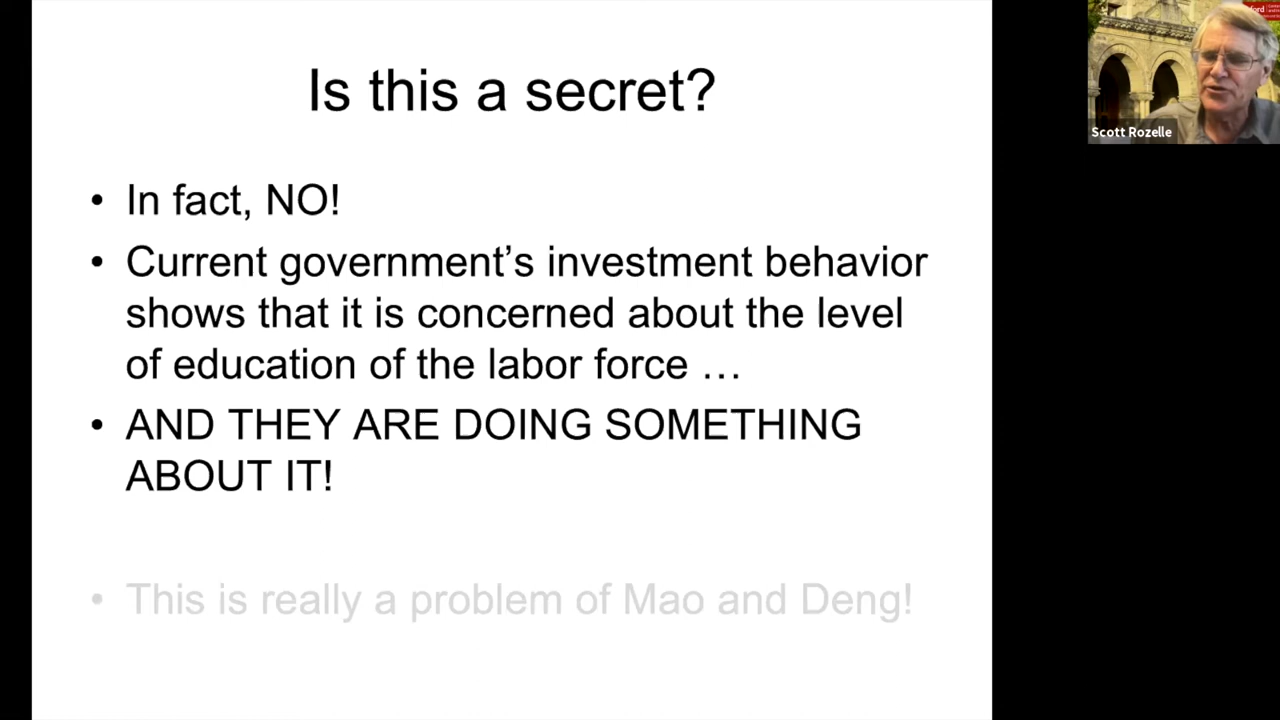 Is this a secret?
• In fact, NO!
• Current government's investment behavior
shows that it is concerned about the level
of education of the labor force …
• AND THEY ARE DOING SOMETHING
ABOUT IT!
• This is really a problem of Mao and Deng!
Scott Rozelle